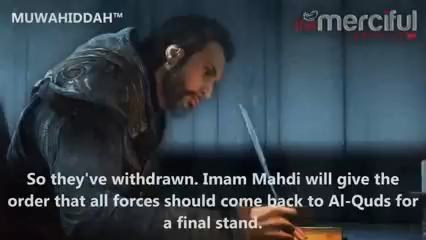 MUWAHIDDAH™
the merciful
So they've withdrawn. Imam Mahdi will give the
order that all forces should come back to Al-Quds for
a final stand.